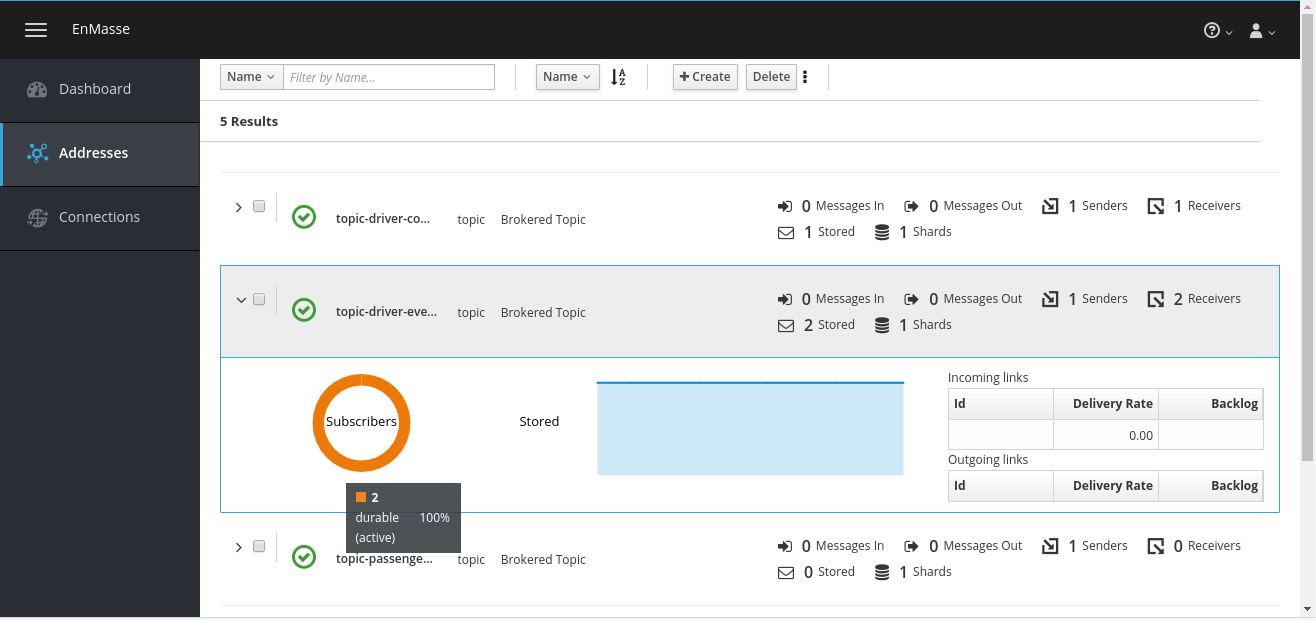 EnMasse
Dashboard
Addresses
Connections
Name Filter by Name... Name A Z Create Delete
5 Results
topic-driver-co... topic Brokered Topic 0 Messages In 0 Messages Out 1 Senders 1 Receivers
1 Stored 1 Shards
topic-driver-eve... topic Brokered Topic 0 Messages In 0 Messages Out 1 Senders 2 Receivers
2 Stored 1 Shards
Subscribers
Stored
Incoming links
Id Delivery Rate Backlog
0.00
Outgoing links
Id Delivery Rate Backlog
2
durable 100%
(active)
topic-passenge... topic Brokered Topic 0 Messages In 0 Messages Out 1 Senders 0 Receivers
0 Stored 1 Shards